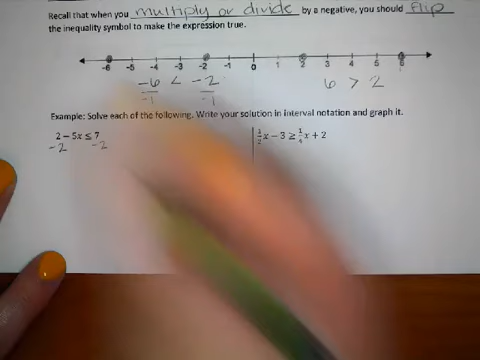 Recall that when you multiply or divide by a negative, you should flip
the inequality symbol to make the expression true.
-6 -5 -4 -3 -2 -1 0 1 2 3 4 5 6
-6 < -2 6 > 2
-1 -1
Example: Solve each of the following. Write your solution in interval notation and graph it.
2 − 5x ≤ 7 1/2 x − 3 ≥ 1/4 x + 2
-2 -2